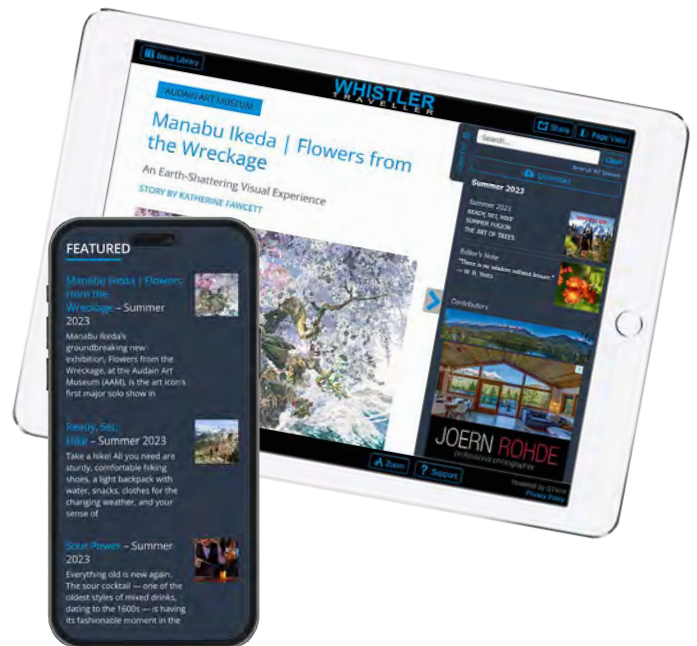 Issue Library
WHISTLER
TRAVELLER
Share
Page View
AUDAIN ART MUSEUM
Manabu Ikeda | Flowers from
the Wreckage
An Earth-Shattering Visual Experience
STORY BY KATHERINE FAWCETT
Search...
Clear
Search All Issues
Download
Summer 2023
Summer 2023
READY, SET, HIKE
SUMMER FUSION
THE ART OF TREES
Editor's Note
"There is no wisdom without leisure."
— W. B. Yeats
Contributors
JOERN ROHDE
professional photographer
Zoom
? Support
Privacy Policy
FEATURED
Manabu Ikeda | Flowers
from the
Wreckage – Summer
2023
Manabu Ikeda's
groundbreaking new
exhibition, Flowers from the
Wreckage, at the Audain Art
Museum (AAM), is the art icon's
first major solo show in
Ready, Set,
Hike – Summer 2023
Take a hike! All you need are
sturdy, comfortable hiking
shoes, a light backpack with
water, snacks, clothes for the
changing weather, and your
sense of
Sour Power – Summer
2023
Everything old is new again.
The sour cocktail — one of the
oldest styles of mixed drinks,
dating to the 1600s — is having
its fashionable moment in the